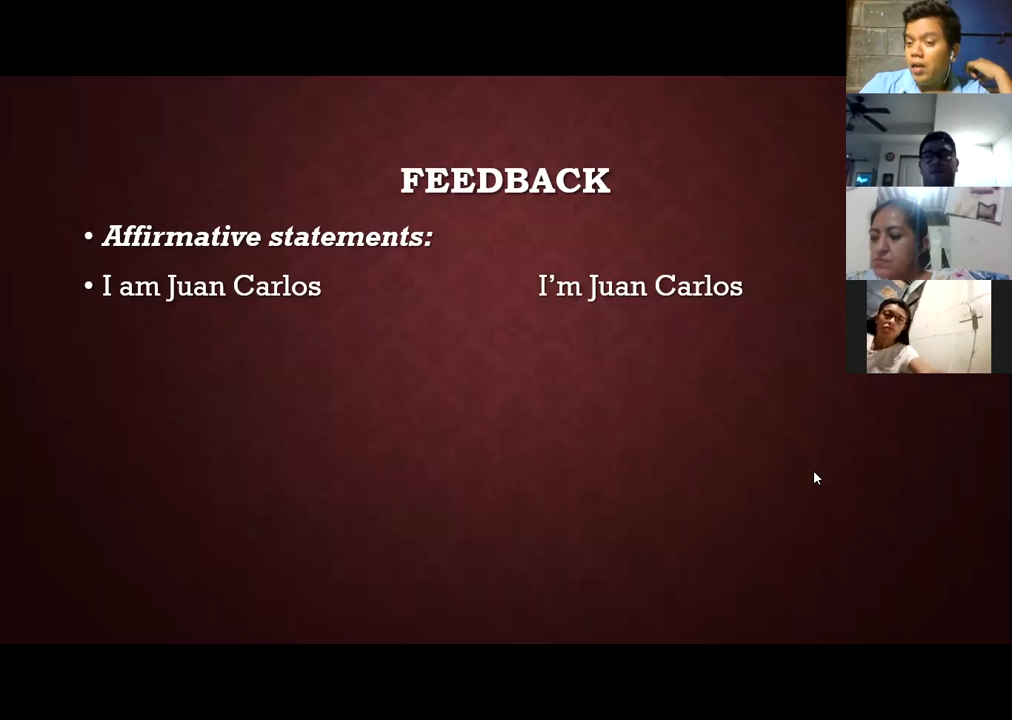 FEEDBACK
• Affirmative statements:
• I am Juan Carlos I'm Juan Carlos